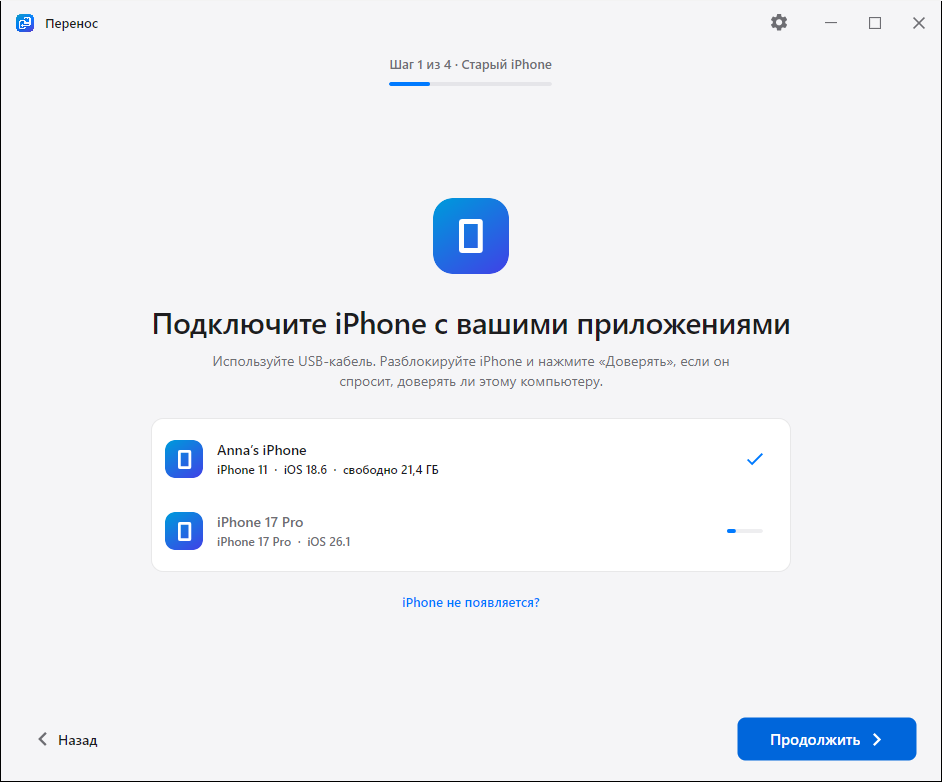 Перенос
Шаг 1 из 4 · Старый iPhone
Подключите iPhone с вашими приложениями
Используйте USB-кабель. Разблокируйте iPhone и нажмите «Доверять», если он
спросит, доверять ли этому компьютеру.
Anna’s iPhone
iPhone 11 · iOS 18.6 · свободно 21,4 ГБ
iPhone 17 Pro
iPhone 17 Pro · iOS 26.1
iPhone не появляется?
Назад
Продолжить